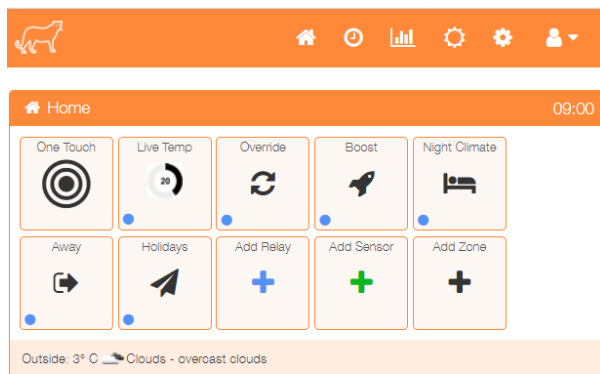 Home 09:00
One Touch Live Temp Override Boost Night Climate
20
Away Holidays Add Relay Add Sensor Add Zone
Outside: 3° C Clouds - overcast clouds